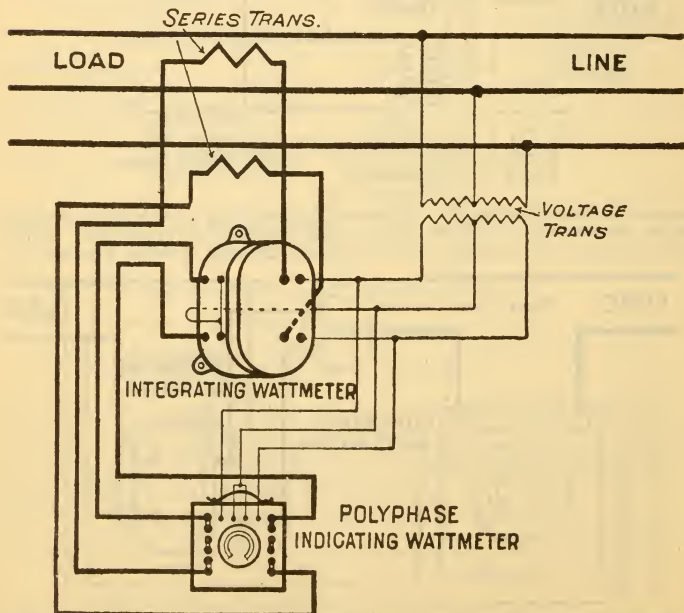 SERIES TRANS.
LOAD
LINE
VOLTAGE
TRANS
INTEGRATING WATTMETER
POLYPHASE
INDICATING WATTMETER